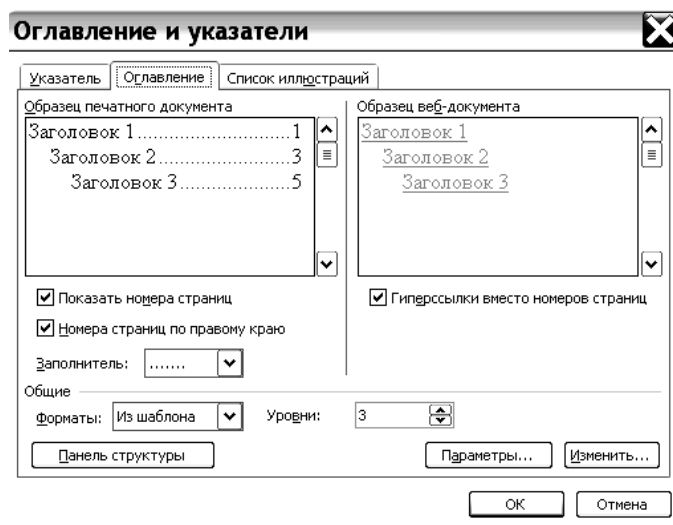 Оглавление и указатели
Указатель Оглавление Список иллюстраций
Образец печатного документа Образец веб-документа
Заголовок 1..............................1 Заголовок 1
Заголовок 2..........................3 Заголовок 2
Заголовок 3......................5 Заголовок 3
Показать номера страниц Гиперссылки вместо номеров страниц
Номера страниц по правому краю
Заполнитель: .......
Общие
Форматы: Из шаблона Уровни: 3
Панель структуры Параметры... Изменить...
ОК Отмена